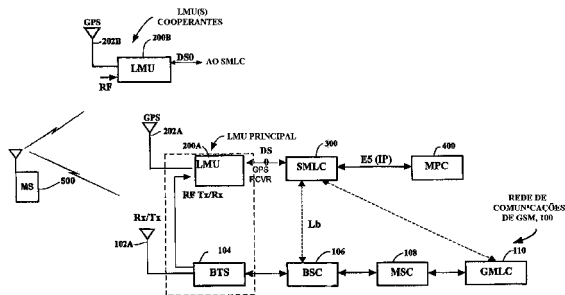 GPS
LMU(S)
COOPERANTES
202B
200B
LMU
DS0
AO SMLC
RF
GPS
202A
200A
LMU PRINCIPAL
LMU
DS
0
GPS
RCVR
300
SMLC
E5 (IP)
400
MPC
MS
500
RF Tx/Rx
Rx/Tx
102A
Lb
REDE DE
COMUNICAÇÕES
DE GSM, 100
104
BTS
106
BSC
108
MSC
110
GMLC